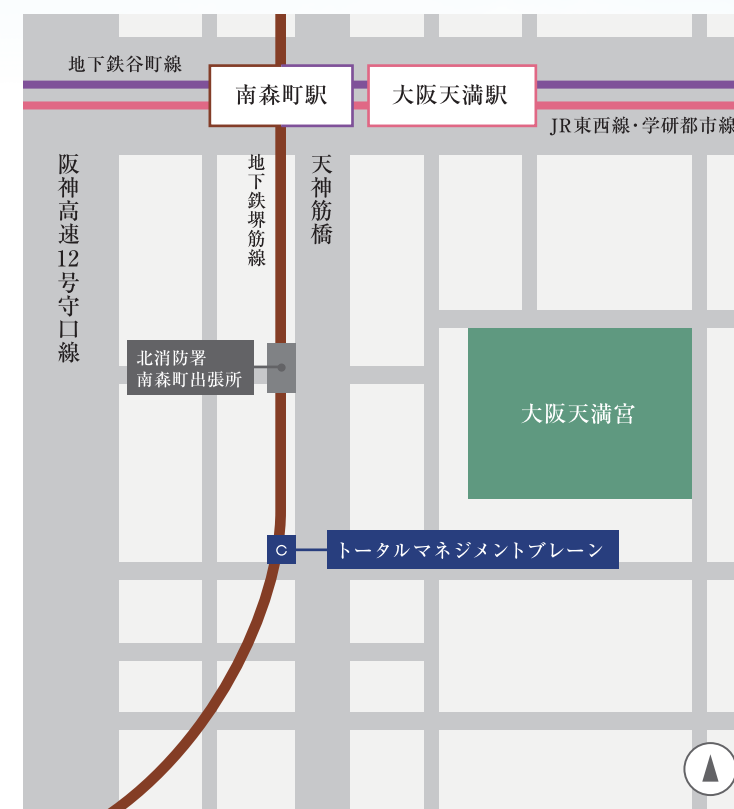 地下鉄谷町線
南森町駅
大阪天満駅
JR東西線・学研都市線
阪神高速12号守口線
地下鉄堺筋線
天神筋橋
北消防署
南森町出張所
大阪天満宮
トータルマネジメントブレーン